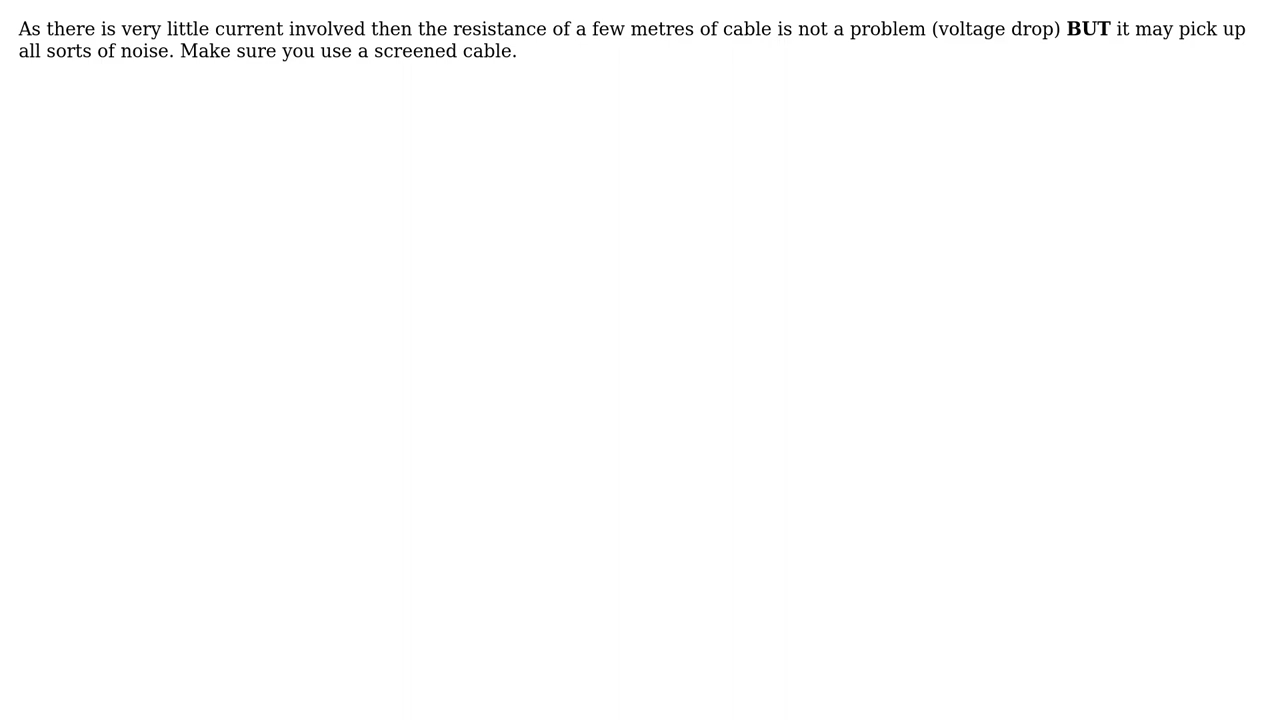 As there is very little current involved then the resistance of a few metres of cable is not a problem (voltage drop) BUT it may pick up
all sorts of noise. Make sure you use a screened cable.